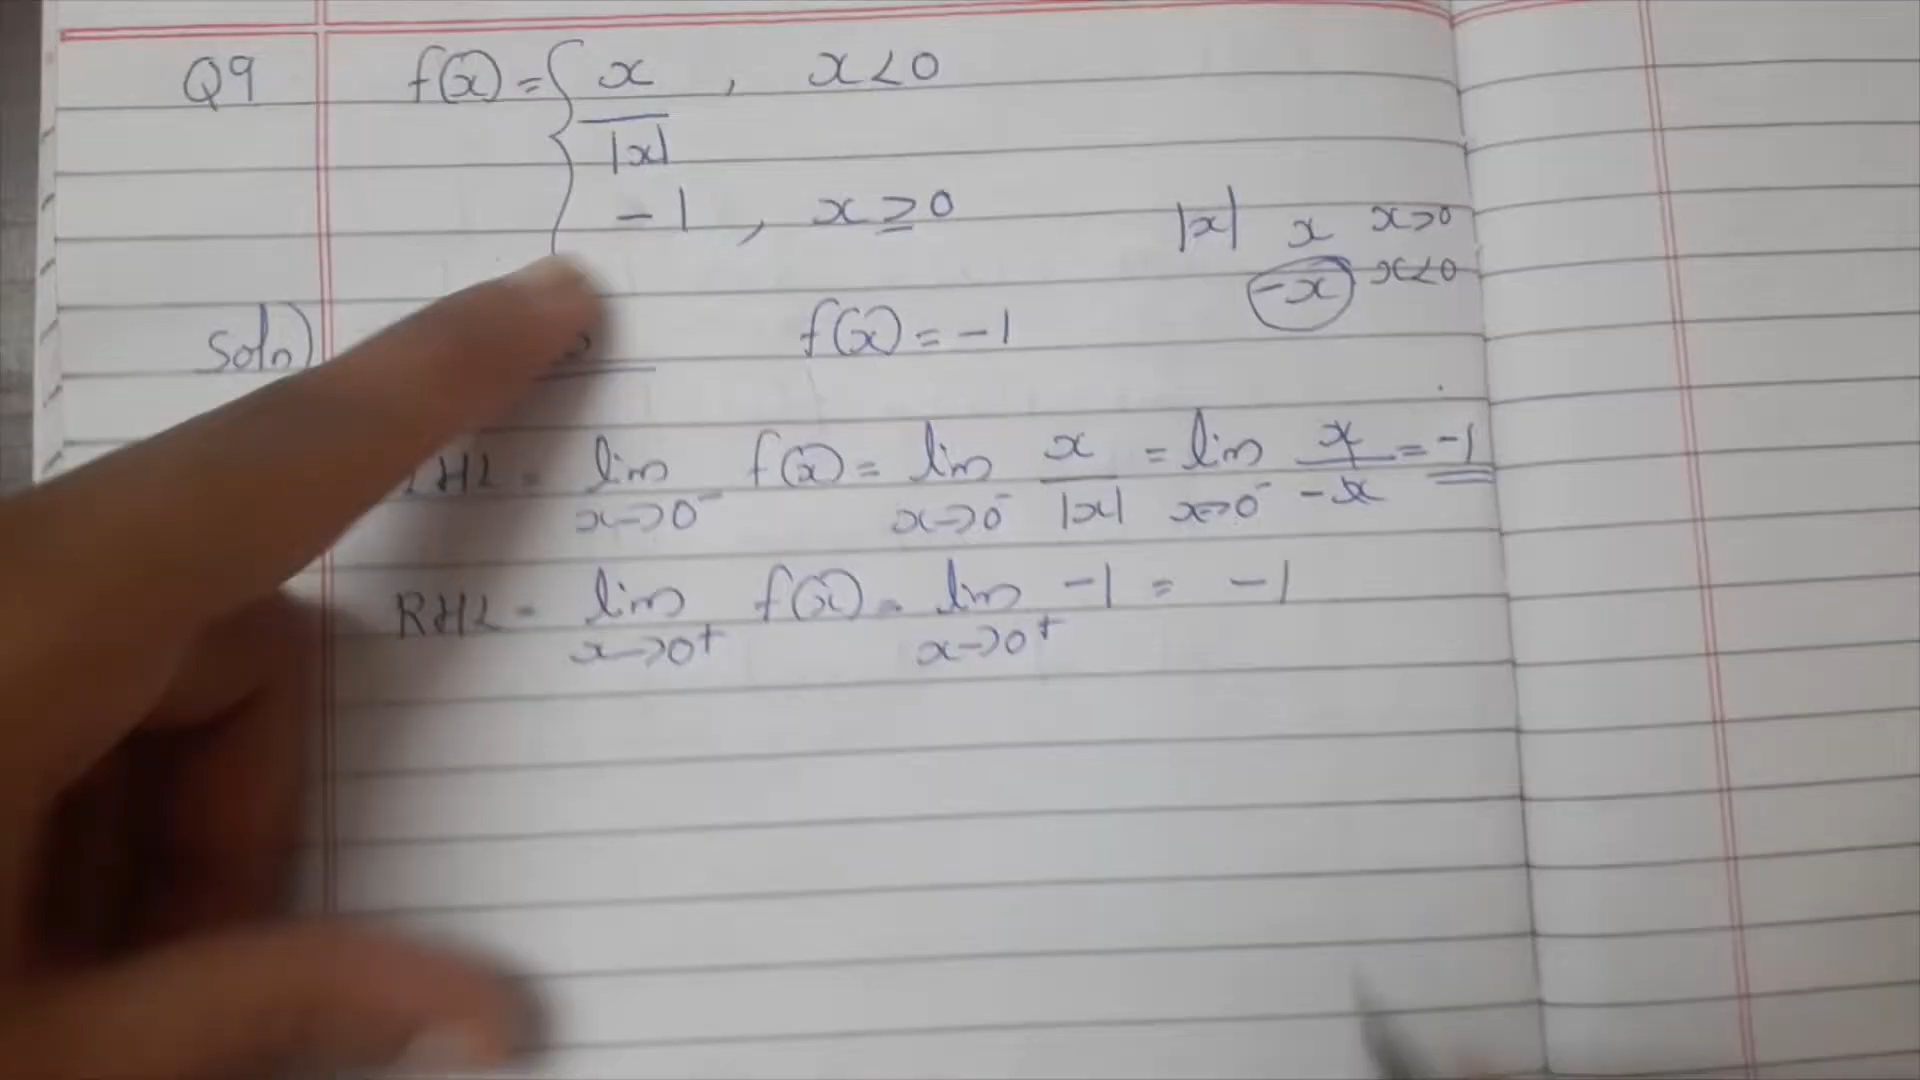 Q9 f(x) = { x/|x| , x<0
-1 , x≥0
|x| x x>0
-x x<0
Soln) f(x) = -1
LHL = lim x→0⁻ f(x) = lim x→0⁻ x/|x| = lim x→0⁻ x/-x = -1
RHL = lim x→0⁺ f(x) = lim x→0⁺ -1 = -1